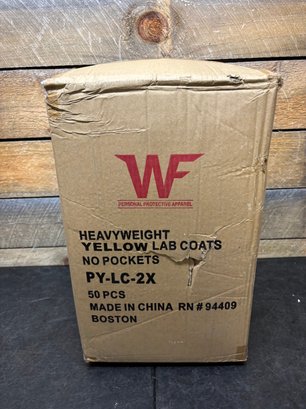 WF
PERSONAL PROTECTIVE APPAREL
HEAVYWEIGHT
YELLOW LAB COATS
NO POCKETS
PY-LC-2X
50 PCS
MADE IN CHINA RN # 94409
BOSTON